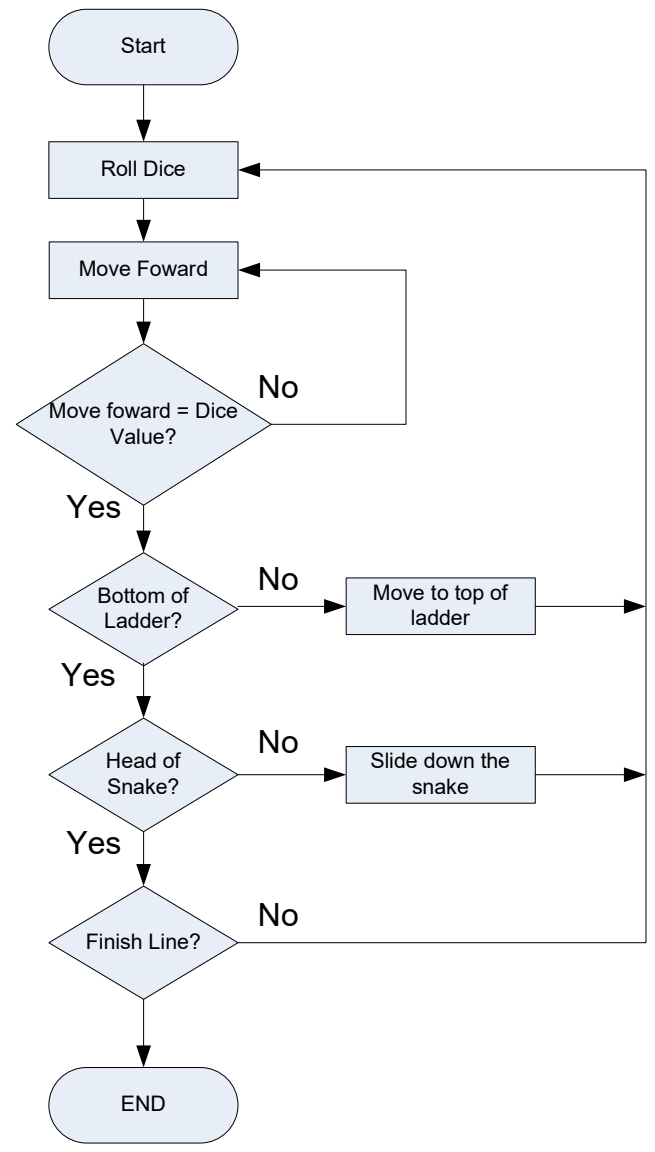 Start
Roll Dice
Move Foward
No
Move foward = Dice
Value?
Yes
No
Bottom of
Ladder?
Move to top of
ladder
Yes
No
Head of
Snake?
Slide down the
snake
Yes
No
Finish Line?
END